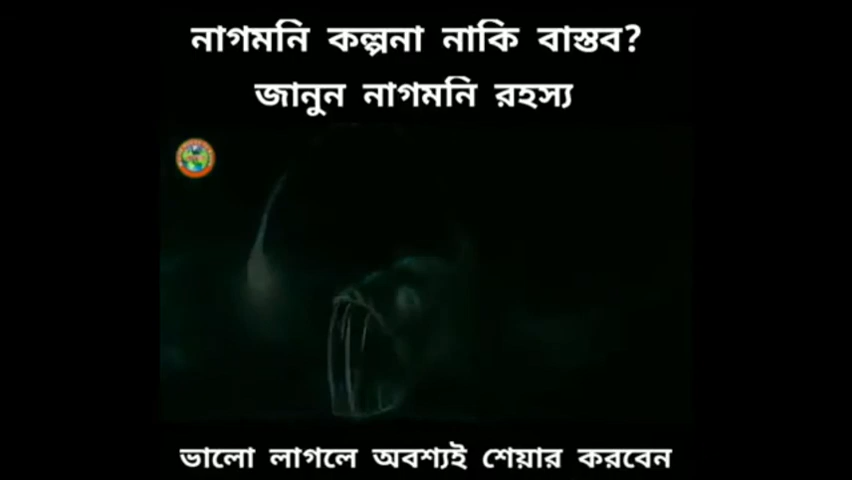 নাগমনি কল্পনা নাকি বাস্তব?
জানুন নাগমনি রহস্য
ভালো লাগলে অবশ্যই শেয়ার করবেন